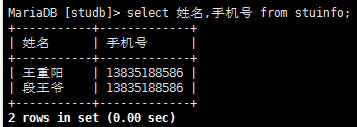 MariaDB [studb]> select 姓名,手机号 from stuinfo;
+-----------+-------------+
| 姓名      | 手机号      |
+-----------+-------------+
| 王重阳    | 13835188586 |
| 段王爷    | 13835188586 |
+-----------+-------------+
2 rows in set (0.00 sec)